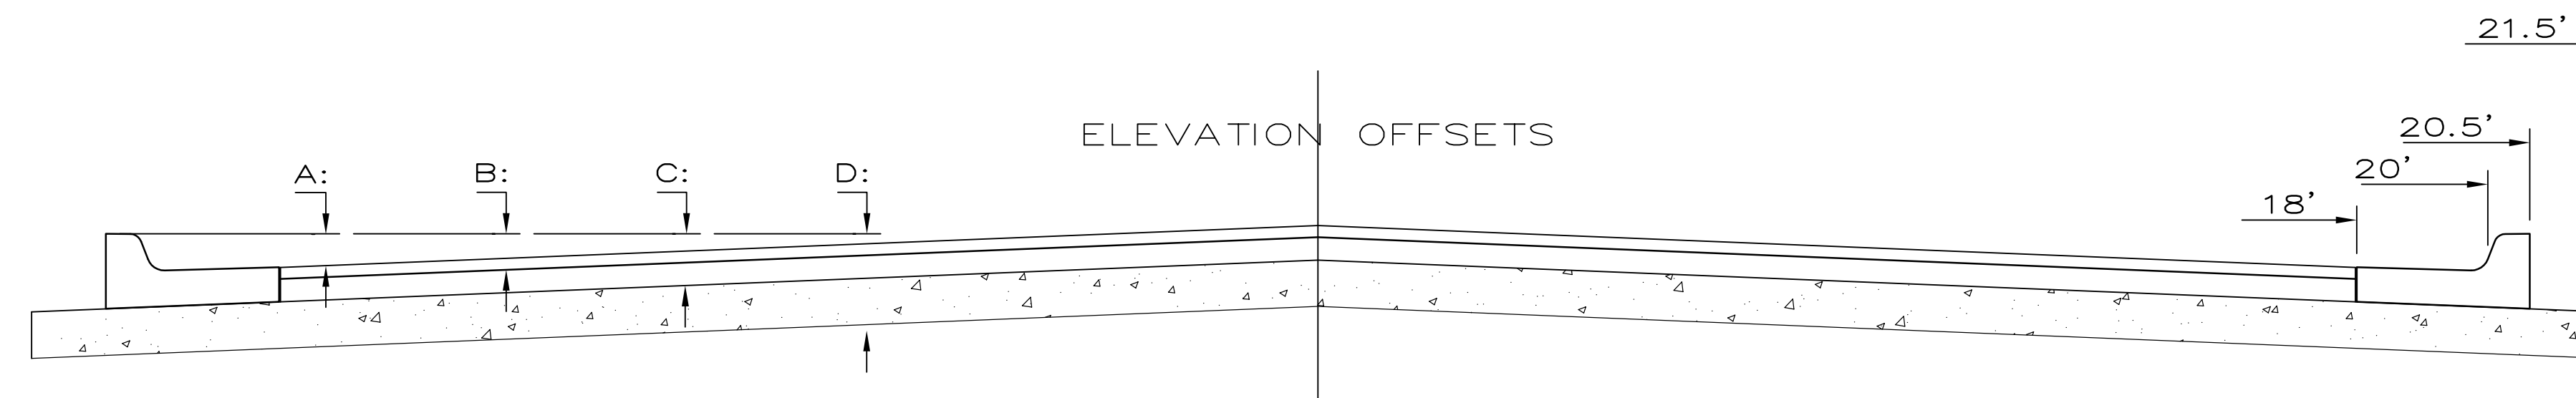 21.5’
ELEVATION OFFSETS
20.5’
20’
A:
B:
C:
D:
18’